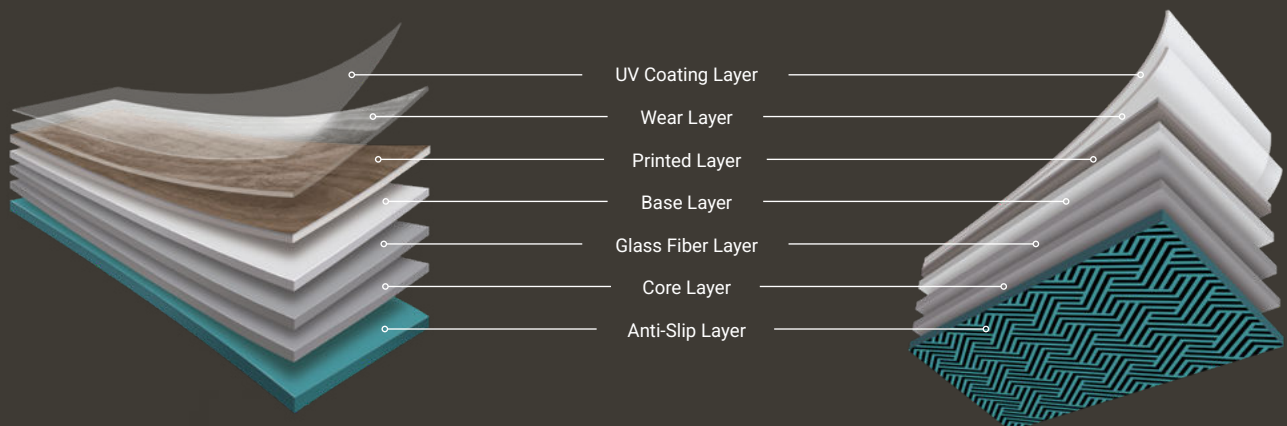 UV Coating Layer
Wear Layer
Printed Layer
Base Layer
Glass Fiber Layer
Core Layer
Anti-Slip Layer